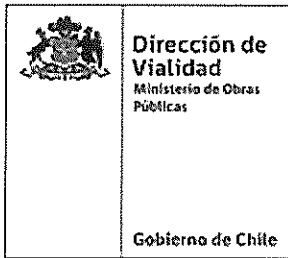 Dirección de
Vialidad
Ministerio de Obras
Públicas
Gobierno de Chile